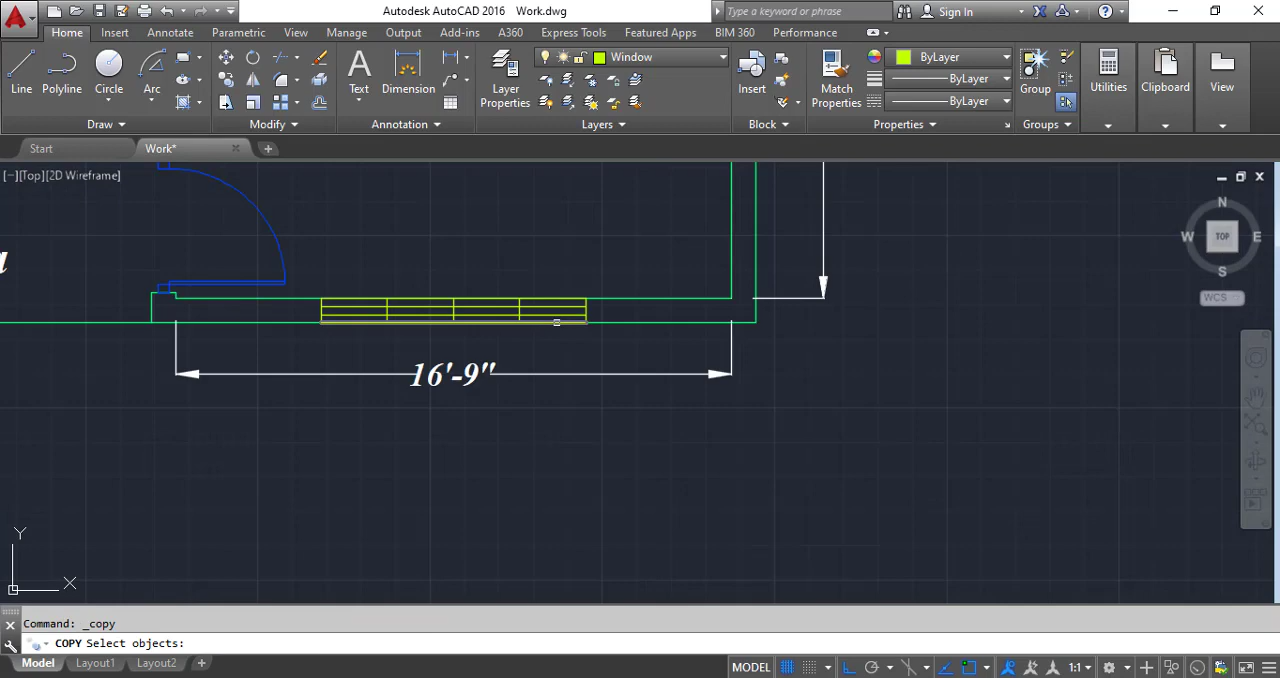 Autodesk AutoCAD 2016 Work.dwg
Type a keyword or phrase
Sign In
Home
Insert
Annotate
Parametric
View
Manage
Output
Add-ins
A360
Express Tools
Featured Apps
BIM 360
Performance
Line
Polyline
Circle
Arc
Text
Dimension
Layer
Properties
Window
Insert
Match
Properties
ByLayer
ByLayer
ByLayer
Group
Utilities
Clipboard
View
Draw
Modify
Annotation
Layers
Block
Properties
Groups
Start
Work*
[−][Top][2D Wireframe]
N
W
TOP
E
S
WCS
a
16'-9"
Y
X
Command: _copy
COPY Select objects:
Model
Layout1
Layout2
MODEL
1:1